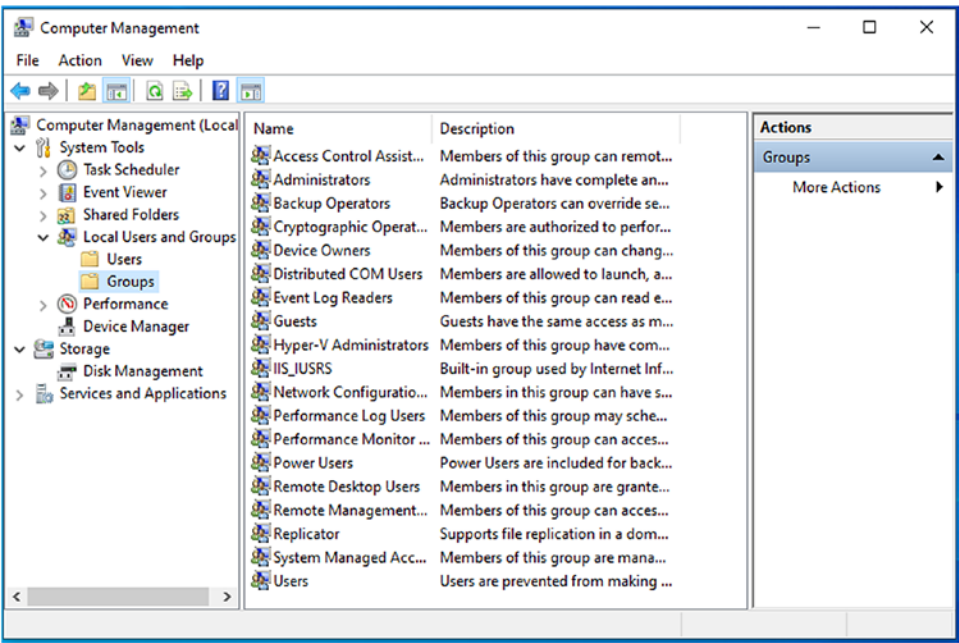 Computer Management
File Action View Help
Computer Management (Local
System Tools
Task Scheduler
Event Viewer
Shared Folders
Local Users and Groups
Users
Groups
Performance
Device Manager
Storage
Disk Management
Services and Applications
Name Description
Access Control Assist... Members of this group can remot...
Administrators Administrators have complete an...
Backup Operators Backup Operators can override se...
Cryptographic Operat... Members are authorized to perfor...
Device Owners Members of this group can chang...
Distributed COM Users Members are allowed to launch, a...
Event Log Readers Members of this group can read e...
Guests Guests have the same access as m...
Hyper-V Administrators Members of this group have com...
IIS_IUSRS Built-in group used by Internet Inf...
Network Configuratio... Members in this group can have s...
Performance Log Users Members of this group may sche...
Performance Monitor ... Members of this group can acces...
Power Users Power Users are included for back...
Remote Desktop Users Members in this group are grante...
Remote Management... Members of this group can acces...
Replicator Supports file replication in a dom...
System Managed Acc... Members of this group are mana...
Users Users are prevented from making ...
Actions
Groups
More Actions